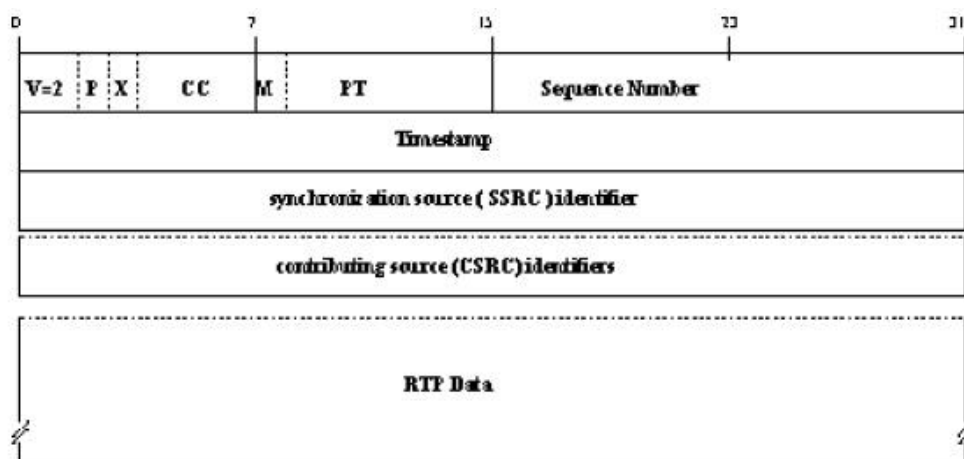 0 7 15 23 31
V=2 P X CC M PT Sequence Number
Timestamp
synchronization source ( SSRC ) identifier
contributing source (CSRC) identifiers
RTP Data